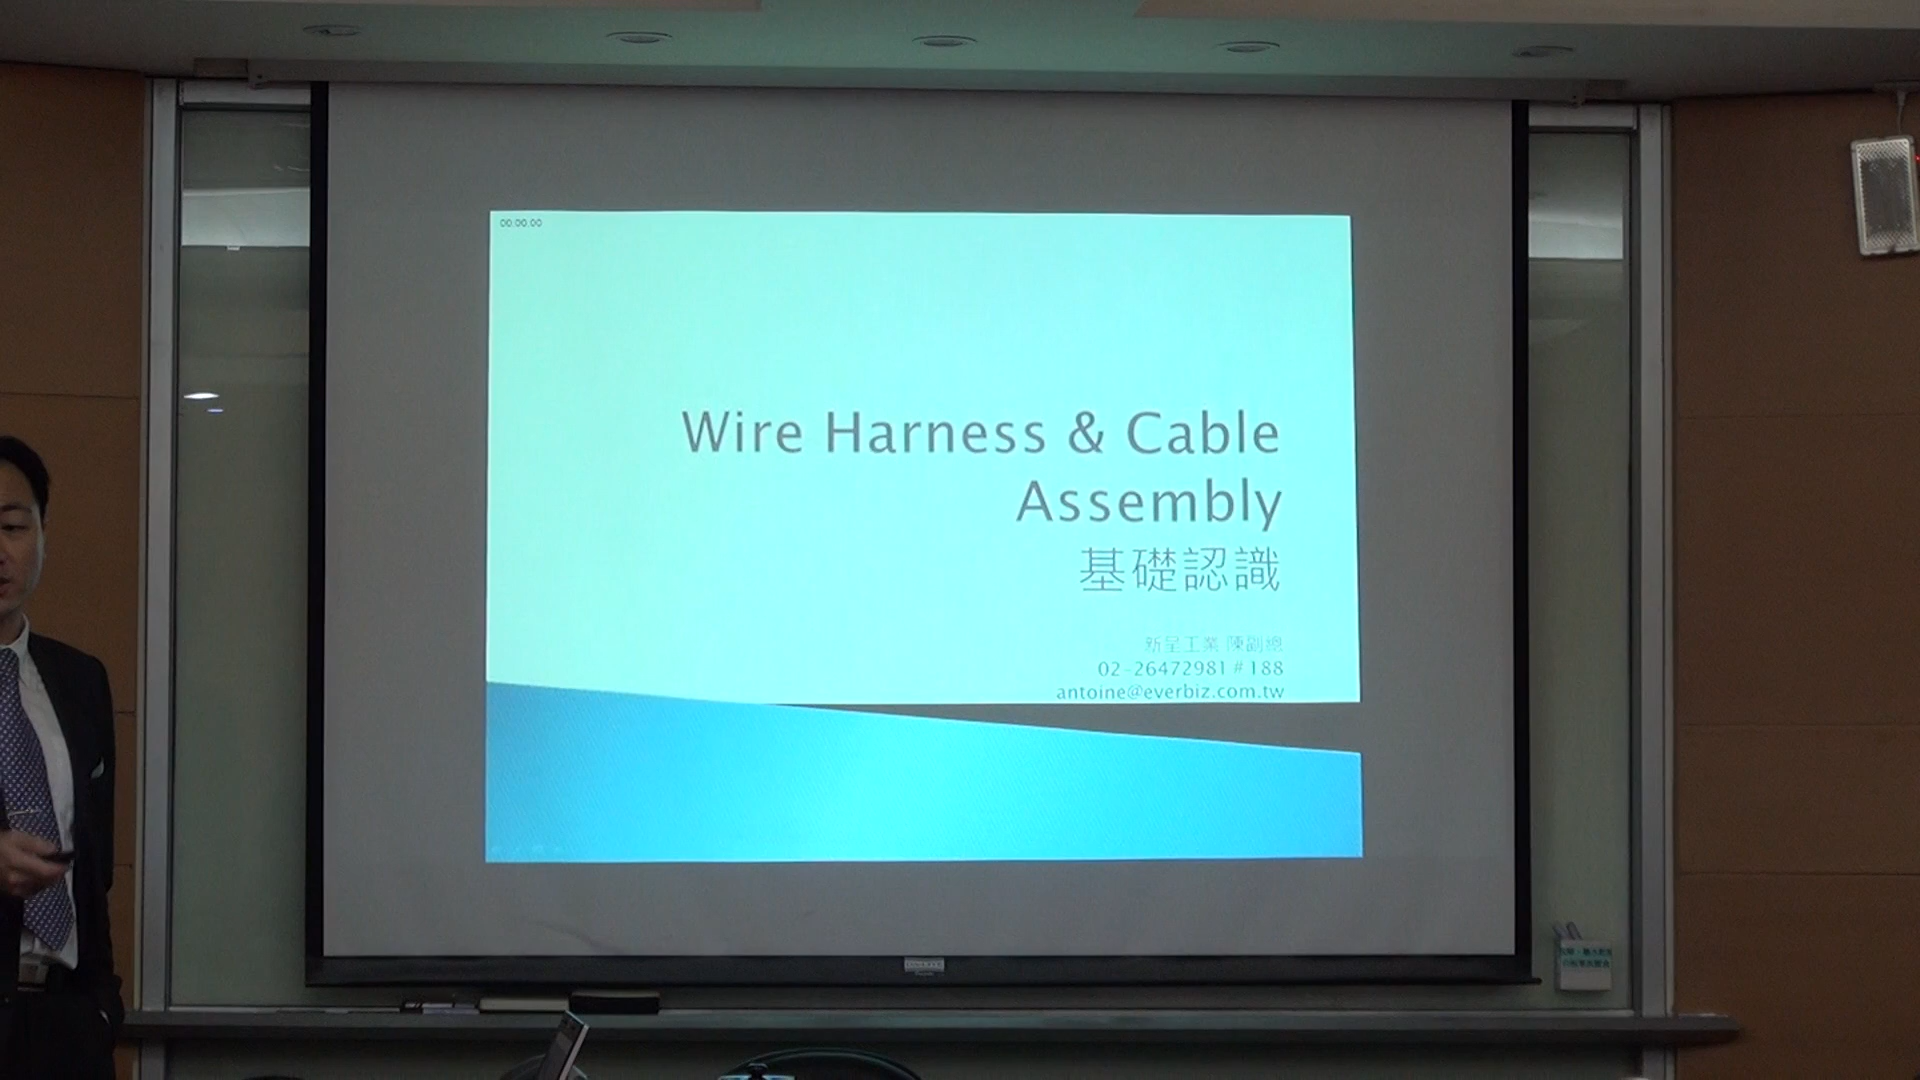 00:00:00
Wire Harness & Cable
Assembly
基礎認識
新呈工業 陳副總
02-26472981#188
antoine@everbiz.com.tw